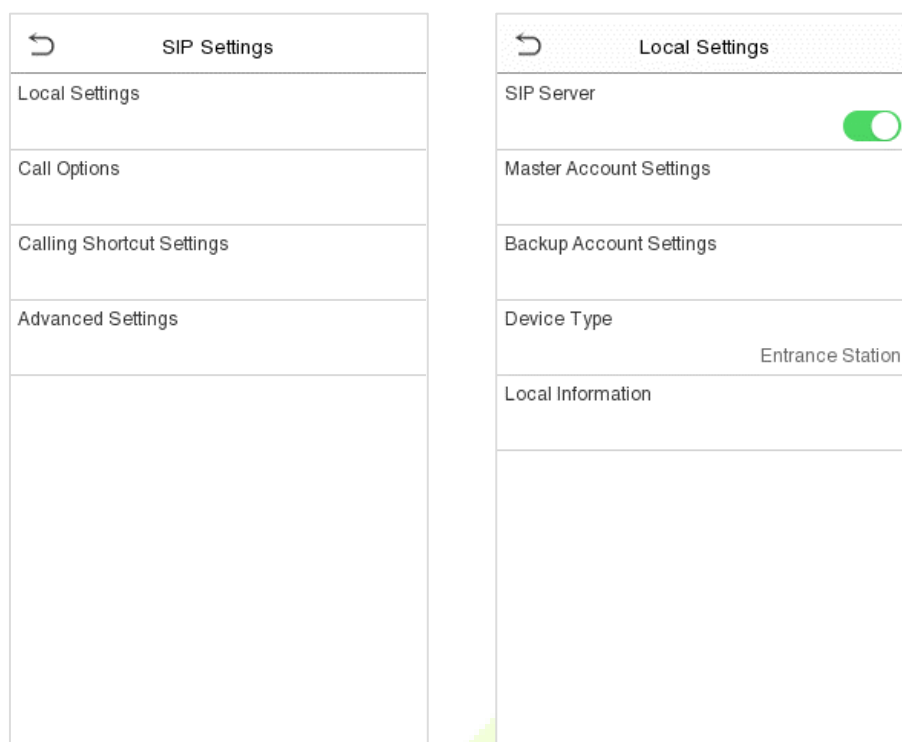 SIP Settings
Local Settings
Call Options
Calling Shortcut Settings
Advanced Settings
Local Settings
SIP Server
Master Account Settings
Backup Account Settings
Device Type
Entrance Station
Local Information